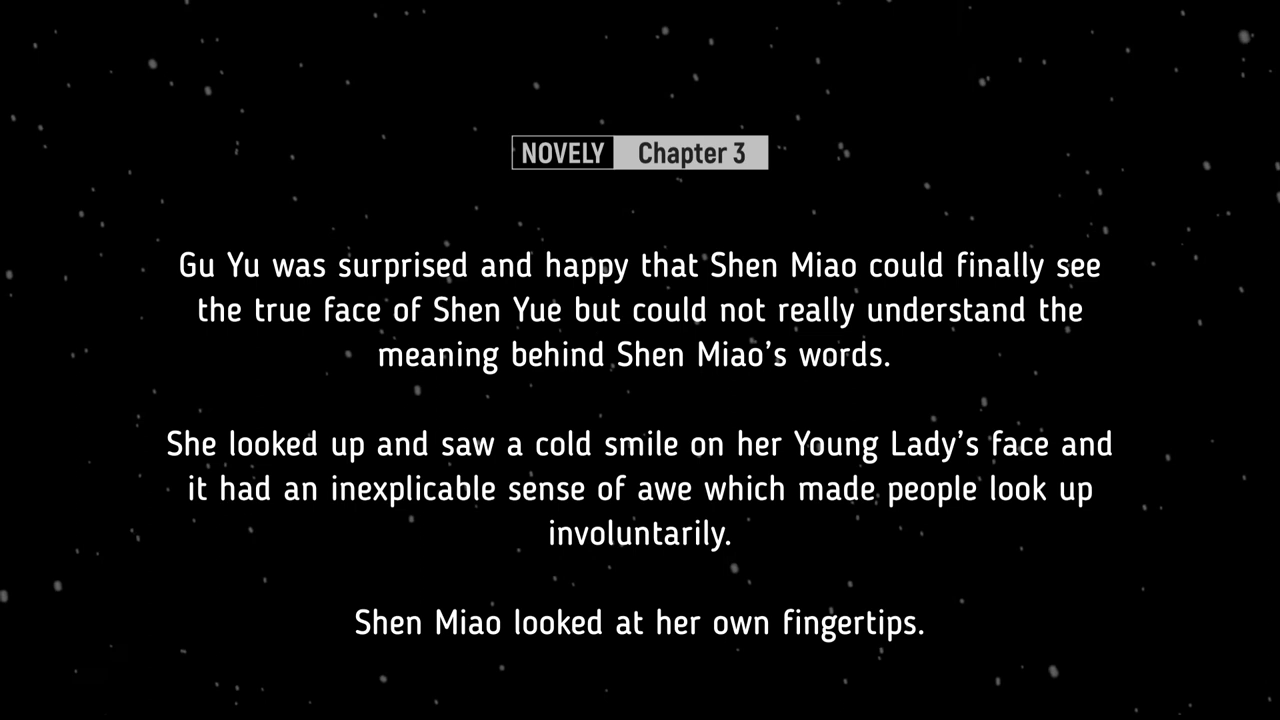 NOVELY Chapter 3
Gu Yu was surprised and happy that Shen Miao could finally see
the true face of Shen Yue but could not really understand the
meaning behind Shen Miao’s words.
She looked up and saw a cold smile on her Young Lady’s face and
it had an inexplicable sense of awe which made people look up
involuntarily.
Shen Miao looked at her own fingertips.